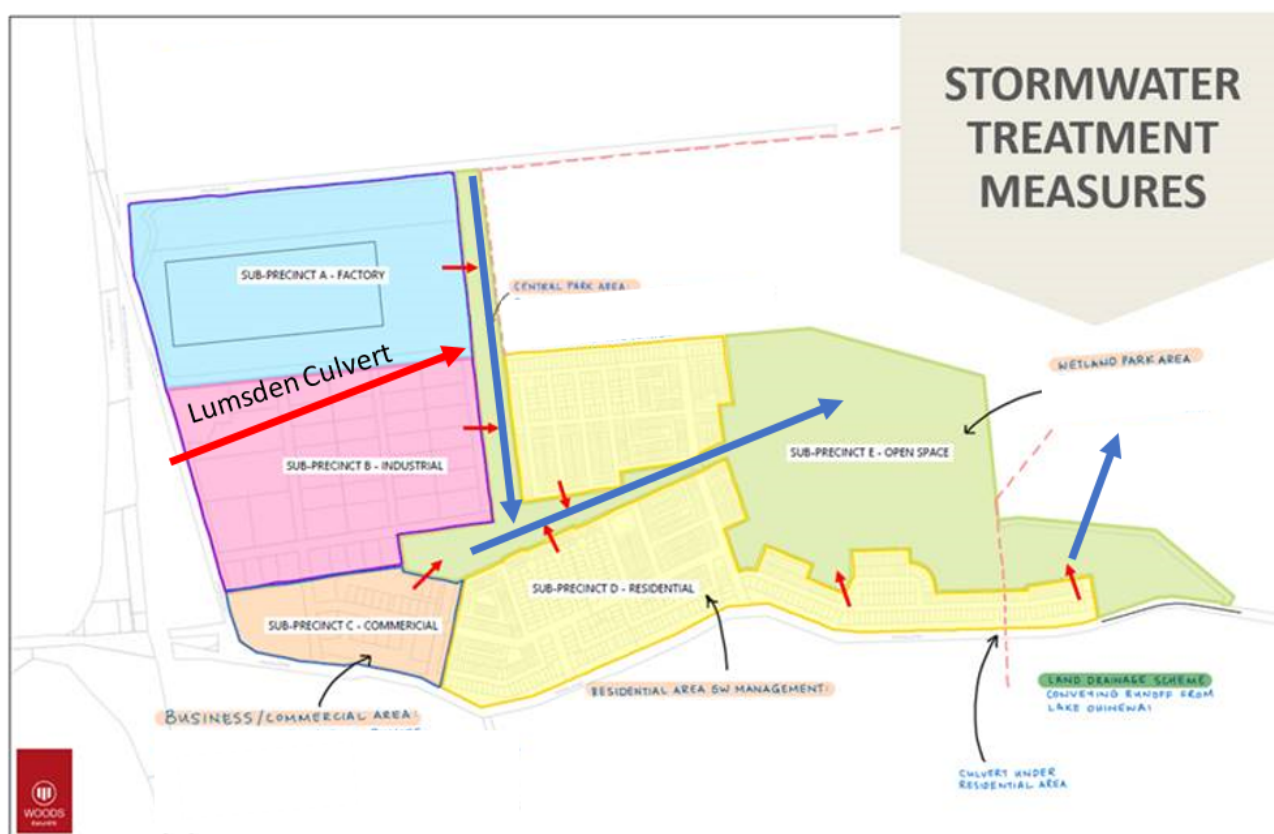 STORMWATER
TREATMENT
MEASURES
SUB-PRECINCT A - FACTORY
CENTRAL PARK AREA:
Lumsden Culvert
WETLAND PARK AREA
SUB-PRECINCT B - INDUSTRIAL
SUB-PRECINCT E - OPEN SPACE
SUB-PRECINCT D - RESIDENTIAL
SUB-PRECINCT C - COMMERICIAL
RESIDENTIAL AREA SW MANAGEMENT:
BUSINESS/COMMERCIAL AREA:
LAND DRAINAGE SCHEME
CONVEYING RUNOFF FROM
LAKE OHINEWAI
CULVERT UNDER
RESIDENTIAL AREA
WOODS